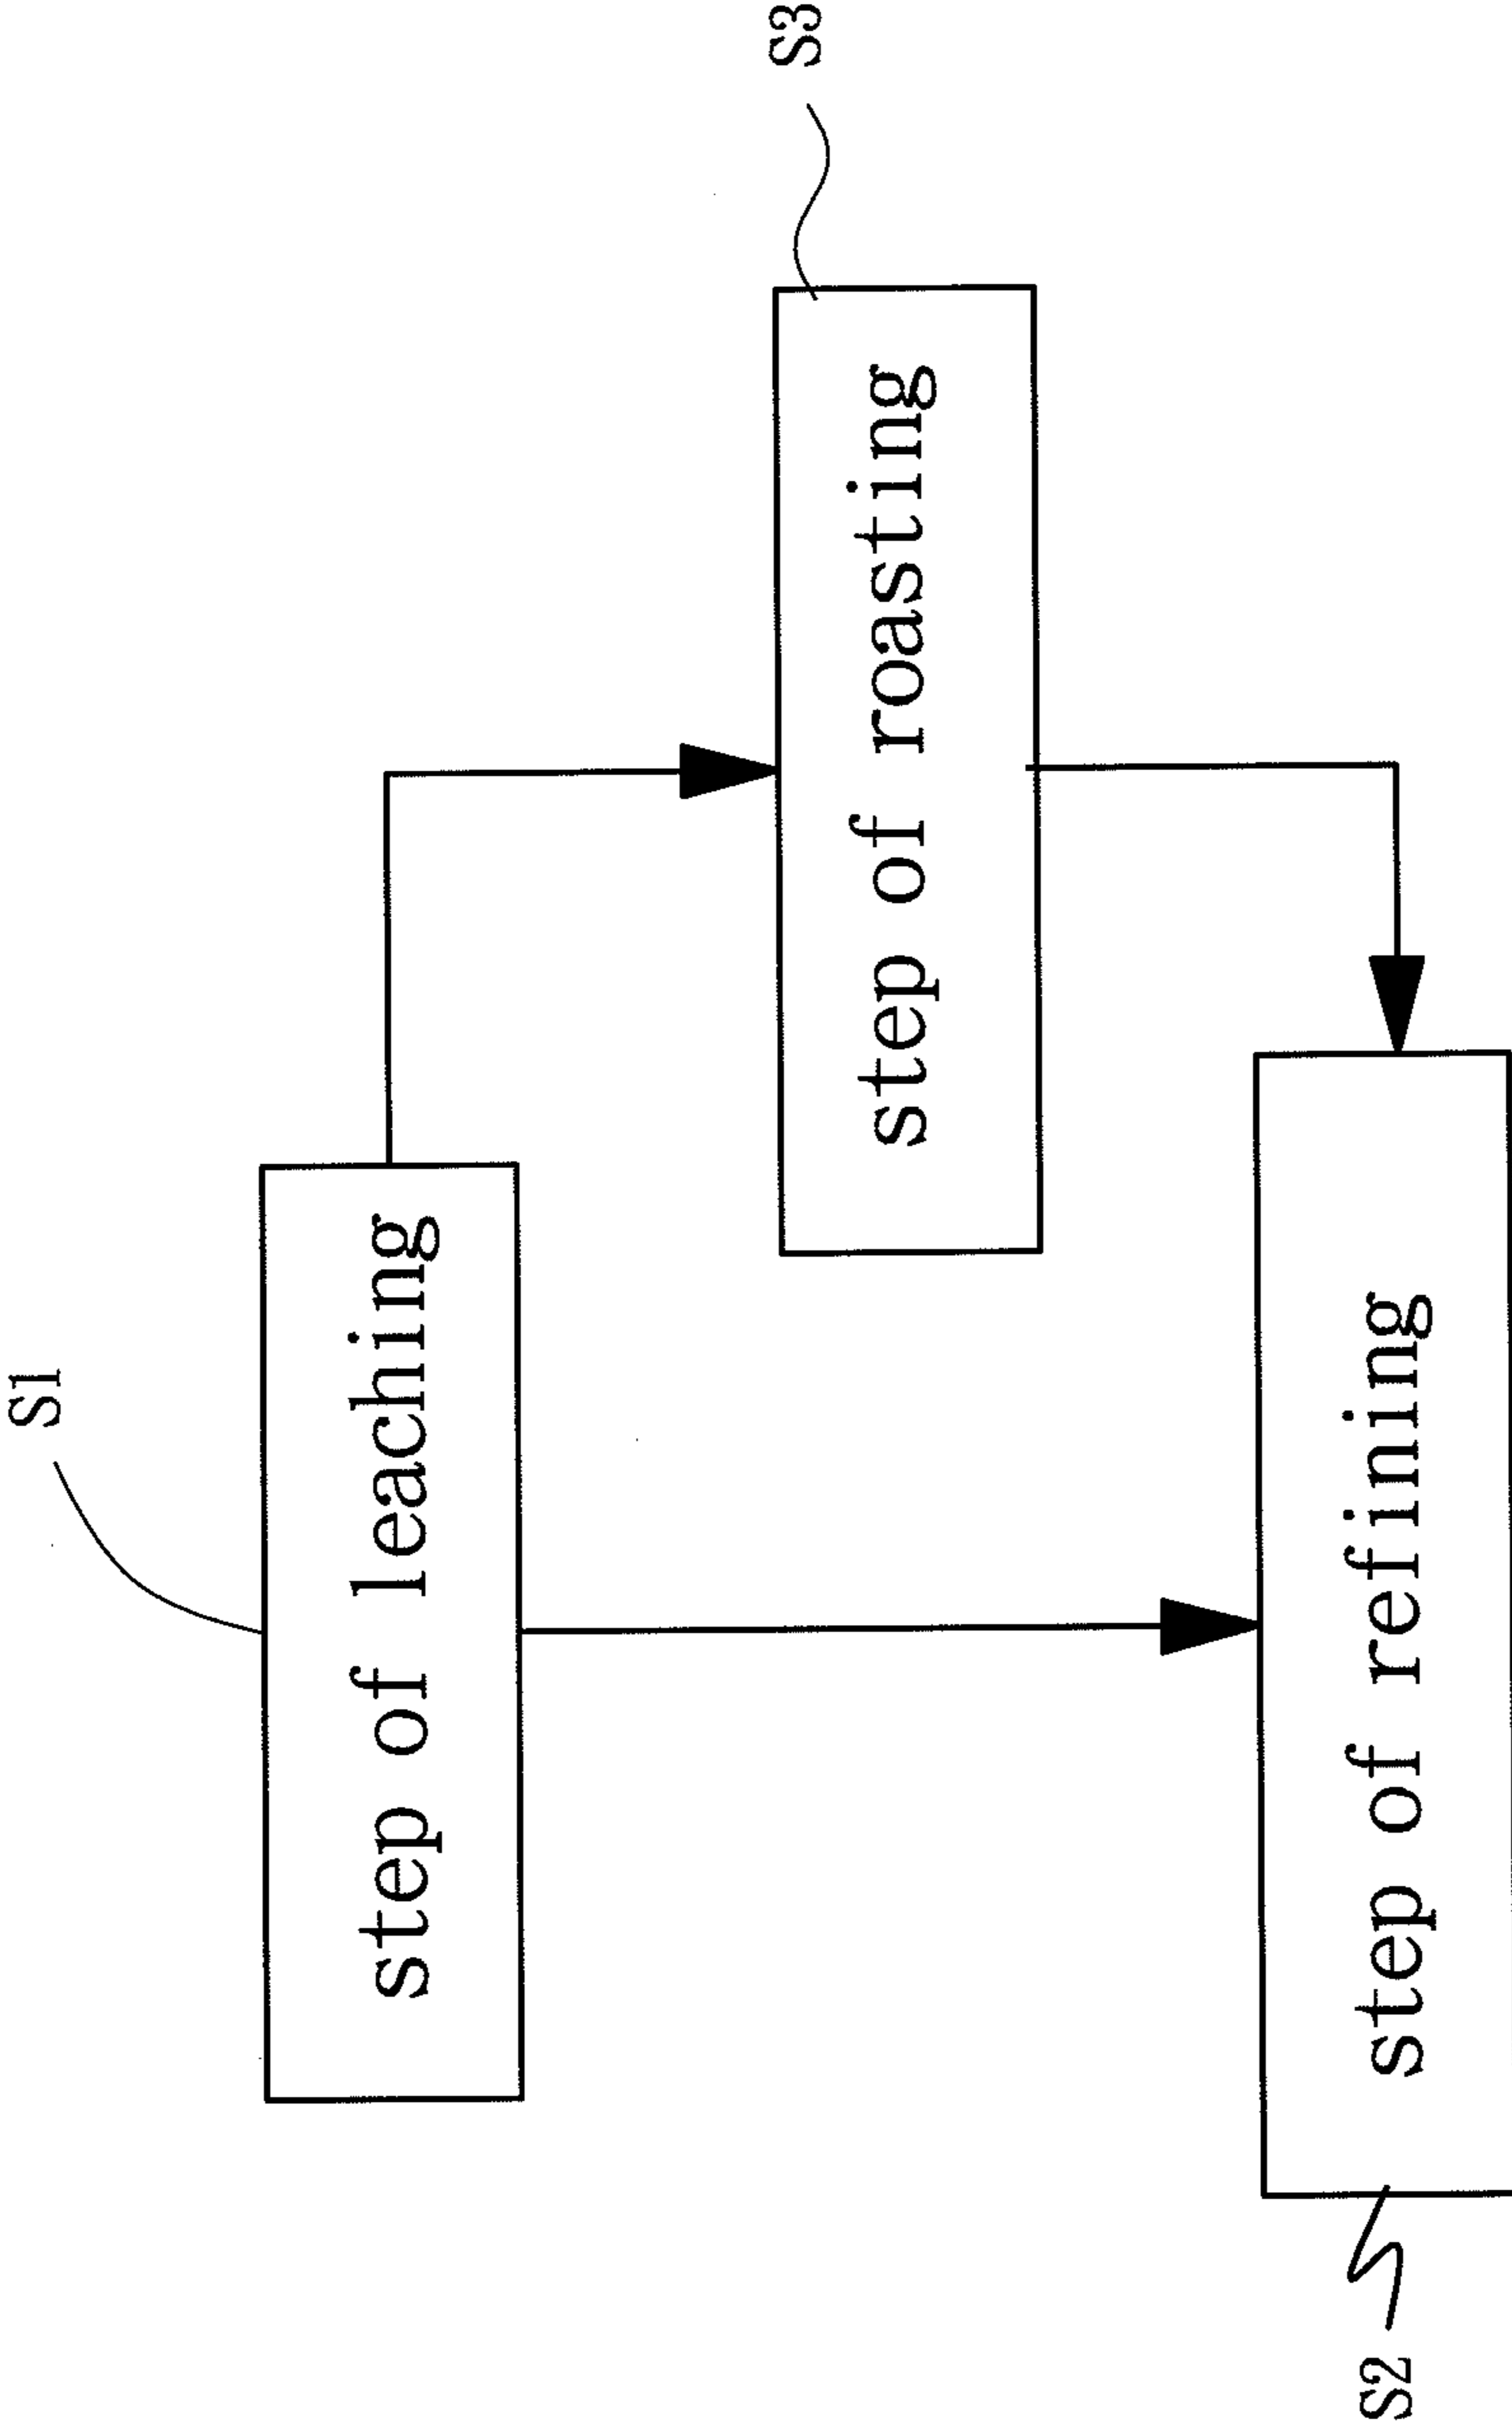 S1
step of leaching
S3
step of roasting
step of refining
S2